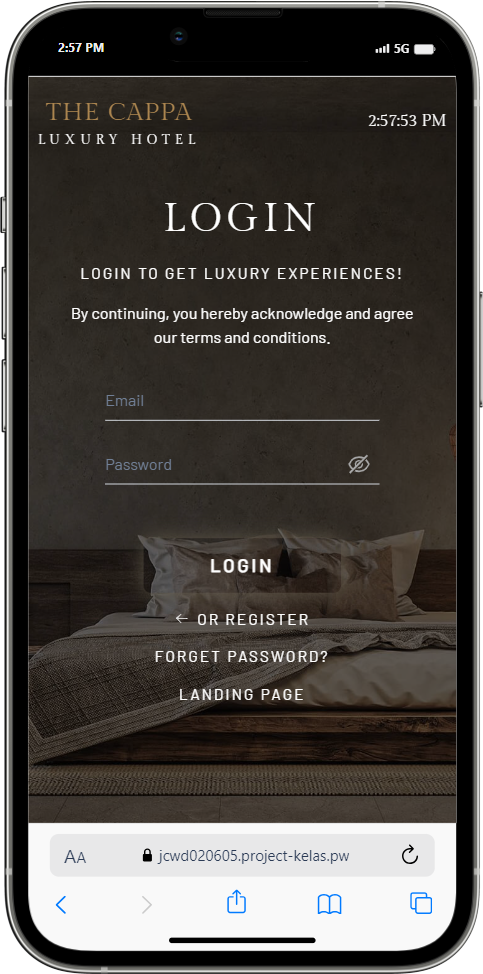 2:57 PM
5G
THE CAPPA
LUXURY HOTEL
2:57:53 PM
LOGIN
LOGIN TO GET LUXURY EXPERIENCES!
By continuing, you hereby acknowledge and agree
our terms and conditions.
Email
Password
LOGIN
← OR REGISTER
FORGET PASSWORD?
LANDING PAGE
AA
jcwd020605.project-kelas.pw